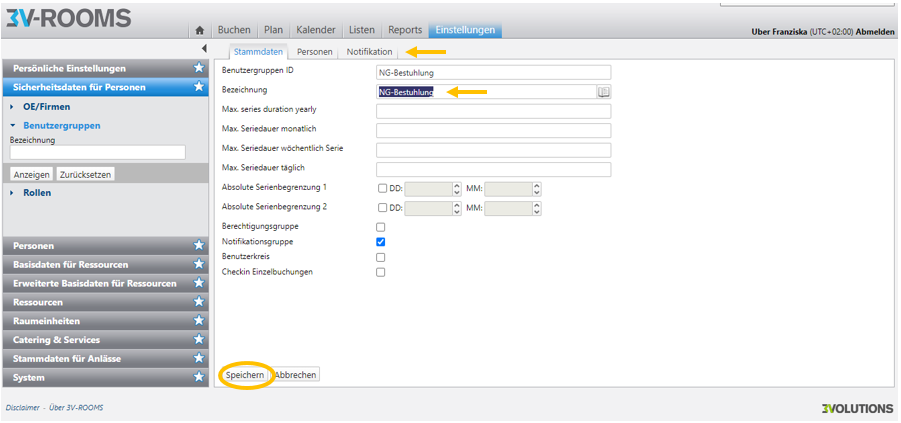 3V-ROOMS
Buchen Plan Kalender Listen Reports Einstellungen
Uber Franziska (UTC+02:00) Abmelden
Stammdaten Personen Notifikation
Persönliche Einstellungen
Sicherheitsdaten für Personen
OE/Firmen
Benutzergruppen
Bezeichnung
Anzeigen Zurücksetzen
Rollen
Personen
Basisdaten für Ressourcen
Erweiterte Basisdaten für Ressourcen
Ressourcen
Raumeinheiten
Catering & Services
Stammdaten für Anlässe
System
Benutzergruppen ID NG-Bestuhlung
Bezeichnung NG-Bestuhlung
Max. series duration yearly
Max. Seriedauer monatlich
Max. Seriedauer wöchentlich Serie
Max. Seriedauer täglich
Absolute Serienbegrenzung 1 DD: MM:
Absolute Serienbegrenzung 2 DD: MM:
Berechtigungsgruppe
Notifikationsgruppe
Benutzerkreis
Checkin Einzelbuchungen
Speichern Abbrechen
Disclaimer - Über 3V-ROOMS
3VOLUTIONS